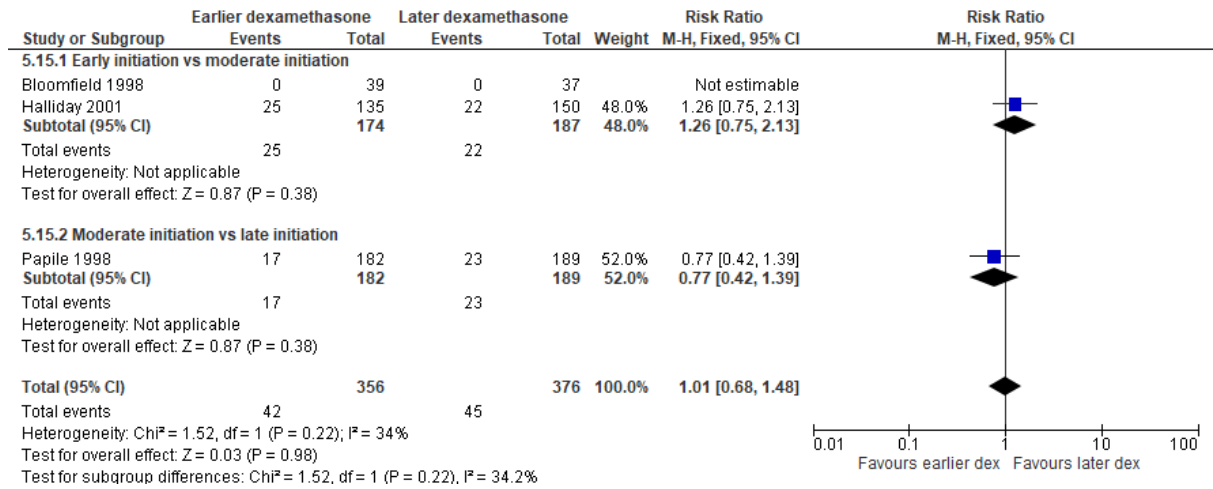 Earlier dexamethasone Later dexamethasone Risk Ratio Risk Ratio
Study or Subgroup Events Total Events Total Weight M-H, Fixed, 95% CI M-H, Fixed, 95% CI
5.15.1 Early initiation vs moderate initiation
Bloomfield 1998 0 39 0 37 Not estimable
Halliday 2001 25 135 22 150 48.0% 1.26 [0.75, 2.13]
Subtotal (95% CI) 174 187 48.0% 1.26 [0.75, 2.13]
Total events 25 22
Heterogeneity: Not applicable
Test for overall effect: Z = 0.87 (P = 0.38)
5.15.2 Moderate initiation vs late initiation
Papile 1998 17 182 23 189 52.0% 0.77 [0.42, 1.39]
Subtotal (95% CI) 182 189 52.0% 0.77 [0.42, 1.39]
Total events 17 23
Heterogeneity: Not applicable
Test for overall effect: Z = 0.87 (P = 0.38)
Total (95% CI) 356 376 100.0% 1.01 [0.68, 1.48]
Total events 42 45
Heterogeneity: Chi² = 1.52, df = 1 (P = 0.22); I² = 34%
Test for overall effect: Z = 0.03 (P = 0.98)
Test for subgroup differences: Chi² = 1.52, df = 1 (P = 0.22), I² = 34.2%
0.01 0.1 1 10 100
Favours earlier dex Favours later dex